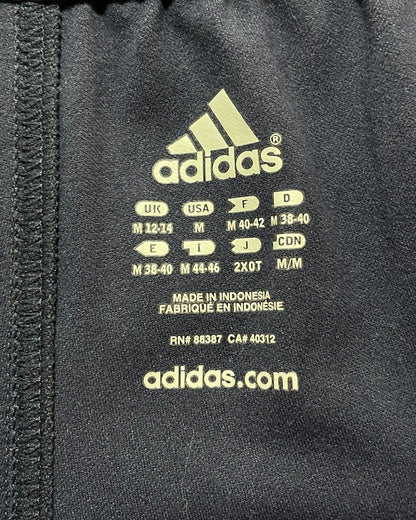 adidas®
UK USA F D
M 12-14 M M 40-42 M 38-40
E I J CDN
M 38-40 M 44-46 2XOT M/M
MADE IN INDONESIA
FABRIQUÉ EN INDONÉSIE
RN# 88387 CA# 40312
adidas.com